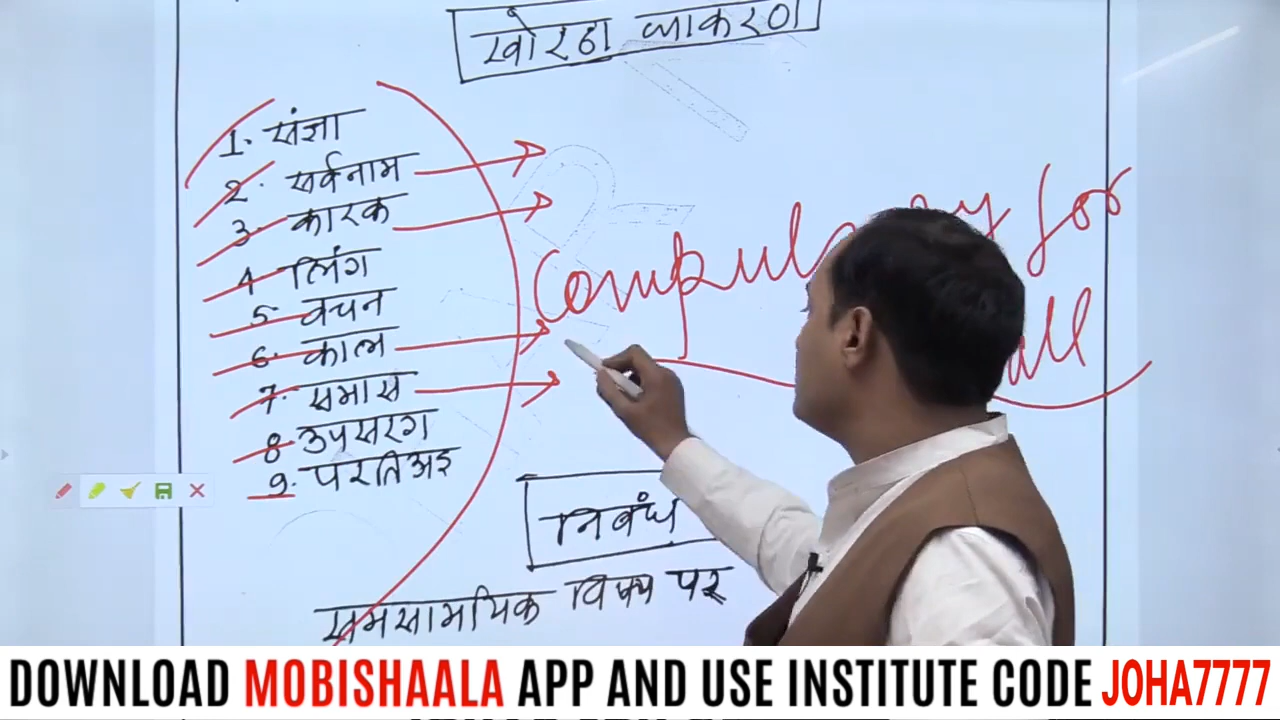 खोरठा व्याकरण
1. संज्ञा
2. सर्वनाम
3. कारक
4. लिंग
5. वचन
6. काल
7. समास
8. उपसरग
9. परतिअइ
for
all
निबंध
समसामयिक विषय पर
DOWNLOAD MOBISHAALA APP AND USE INSTITUTE CODE JOHA7777